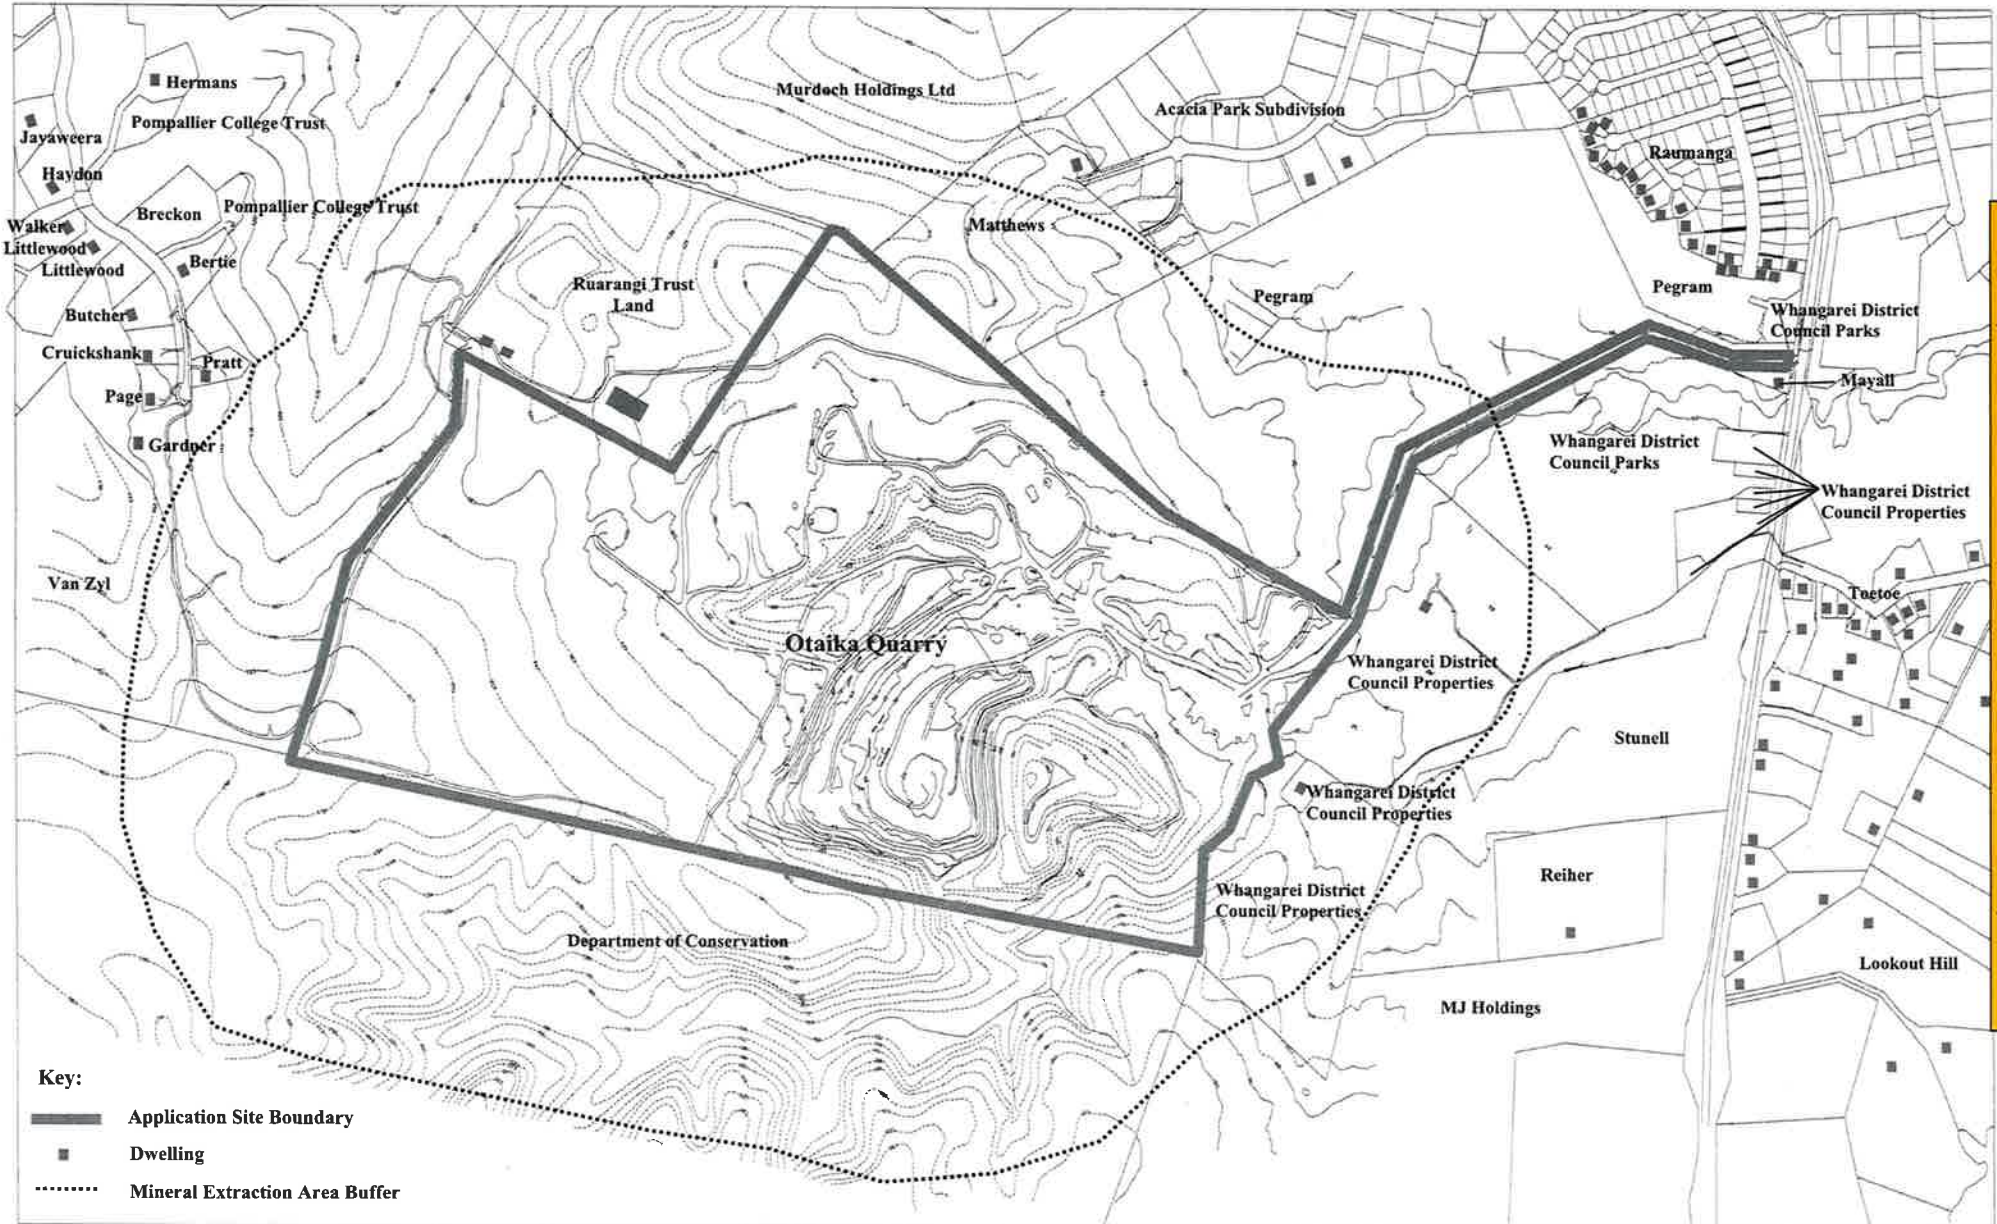 Hermans
Murdoch Holdings Ltd
Acacia Park Subdivision
Jayaweera
Pompallier College Trust
Raumanga
Haydon
Breckon
Pompallier College Trust
Walker
Littlewood
Littlewood
Bertie
Matthews
Ruarangi Trust
Land
Pegram
Pegram
Butcher
Whangarei District
Council Parks
Cruickshank
Pratt
Page
Mayall
Gardner
Whangarei District
Council Parks
Whangarei District
Council Properties
Van Zyl
Toetoe
Otaika Quarry
Whangarei District
Council Properties
Stunell
Whangarei District
Council Properties
Reiher
Whangarei District
Council Properties
Department of Conservation
Lookout Hill
MJ Holdings
Key:
Application Site Boundary
Dwelling
Mineral Extraction Area Buffer